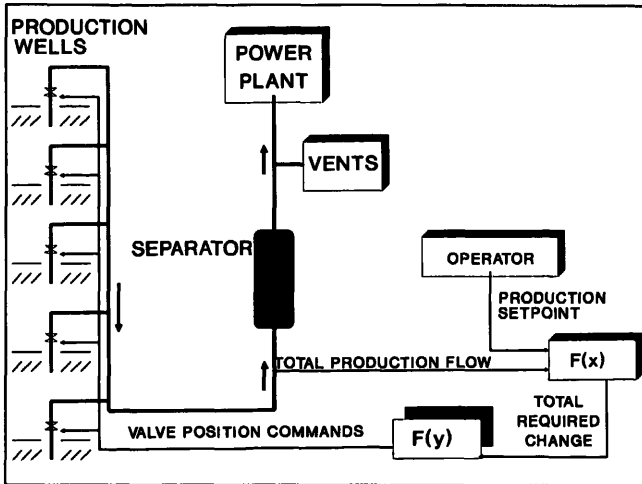 PRODUCTION
WELLS
POWER
PLANT
VENTS
SEPARATOR
OPERATOR
PRODUCTION
SETPOINT
TOTAL PRODUCTION FLOW
F(x)
TOTAL
REQUIRED
CHANGE
VALVE POSITION COMMANDS
F(y)